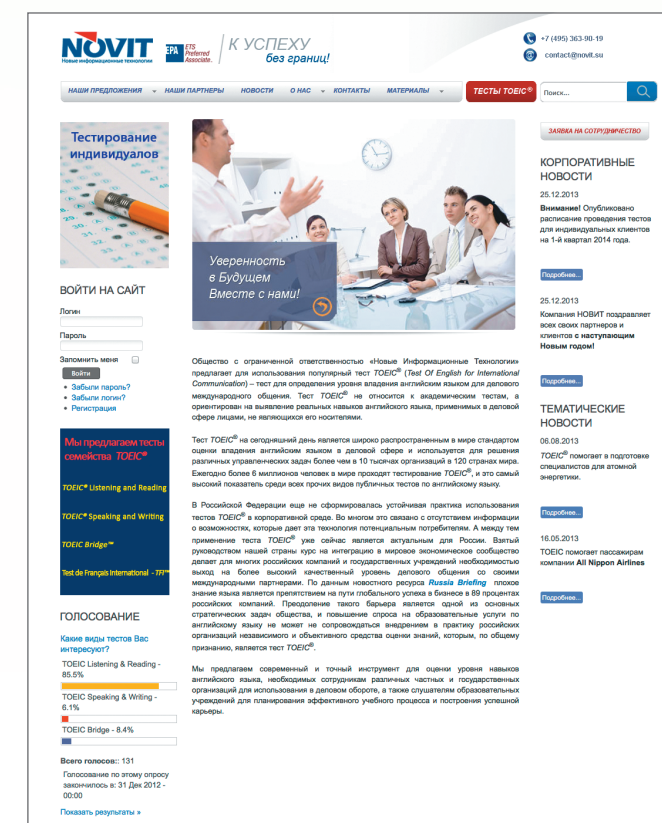 NOVIT
Новые информационные технологии
EPA ETS Preferred Associate.
К УСПЕХУ
без границ!
+7 (495) 363-90-19
contact@novit.su
НАШИ ПРЕДЛОЖЕНИЯ НАШИ ПАРТНЕРЫ НОВОСТИ О НАС КОНТАКТЫ МАТЕРИАЛЫ ТЕСТЫ TOEIC® Поиск...
Тестирование
индивидуалов
ВОЙТИ НА САЙТ
Логин
Пароль
Запомнить меня
Войти
Забыли пароль?
Забыли логин?
Регистрация
Мы предлагаем тесты
семейства TOEIC®
TOEIC® Listening and Reading
TOEIC® Speaking and Writing
TOEIC Bridge™
Test de Français International - TFI™
ГОЛОСОВАНИЕ
Какие виды тестов Вас
интересуют?
TOEIC Listening & Reading -
85.5%
TOEIC Speaking & Writing -
6.1%
TOEIC Bridge - 8.4%
Всего голосов:: 131
Голосование по этому опросу
закончилось в: 31 Дек 2012 -
00:00
Показать результаты »
Уверенность
в Будущем
Вместе с нами!
Общество с ограниченной ответственностью «Новые Информационные Технологии»
предлагает для использования популярный тест TOEIC® (Test Of English for International
Communication) – тест для определения уровня владения английским языком для делового
международного общения. Тест TOEIC® не относится к академическим тестам, а
ориентирован на выявление реальных навыков английского языка, применимых в деловой
сфере лицами, не являющихся его носителями.
Тест TOEIC® на сегодняшний день является широко распространенным в мире стандартом
оценки владения английским языком в деловой сфере и используется для решения
различных управленческих задач более чем в 10 тысячах организаций в 120 странах мира.
Ежегодно более 6 миллионов человек в мире проходят тестирование TOEIC®, и это самый
высокий показатель среди всех прочих видов публичных тестов по английскому языку.
В Российской Федерации еще не сформировалась устойчивая практика использования
тестов TOEIC® в корпоративной среде. Во многом это связано с отсутствием информации
о возможностях, которые дает эта технология потенциальным потребителям. А между тем
применение теста TOEIC® уже сейчас является актуальным для России. Взятый
руководством нашей страны курс на интеграцию в мировое экономическое сообщество
делает для многих российских компаний и государственных учреждений необходимостью
выход на более высокий качественный уровень делового общения со своими
международными партнерами. По данным новостного ресурса Russia Briefing плохое
знание языка является препятствием на пути глобального успеха в бизнесе в 89 процентах
российских компаний. Преодоление такого барьера является одной из основных
стратегических задач общества, и повышение спроса на образовательные услуги по
английскому языку не может не сопровождаться внедрением в практику российских
организаций независимого и объективного средства оценки знаний, которым, по общему
признанию, является тест TOEIC®.
Мы предлагаем современный и точный инструмент для оценки уровня навыков
английского языка, необходимых сотрудникам различных частных и государственных
организаций для использования в деловом обороте, а также слушателям образовательных
учреждений для планирования эффективного учебного процесса и построения успешной
карьеры.
ЗАЯВКА НА СОТРУДНИЧЕСТВО
КОРПОРАТИВНЫЕ
НОВОСТИ
25.12.2013
Внимание! Опубликовано
расписание проведения тестов
для индивидуальных клиентов
на 1-й квартал 2014 года.
Подробнее...
25.12.2013
Компания НОВИТ поздравляет
всех своих партнеров и
клиентов с наступающим
Новым годом!
Подробнее...
ТЕМАТИЧЕСКИЕ
НОВОСТИ
06.08.2013
TOEIC® помогает в подготовке
специалистов для атомной
энергетики.
Подробнее...
16.05.2013
TOEIC помогает пассажирам
компании All Nippon Airlines
Подробнее...